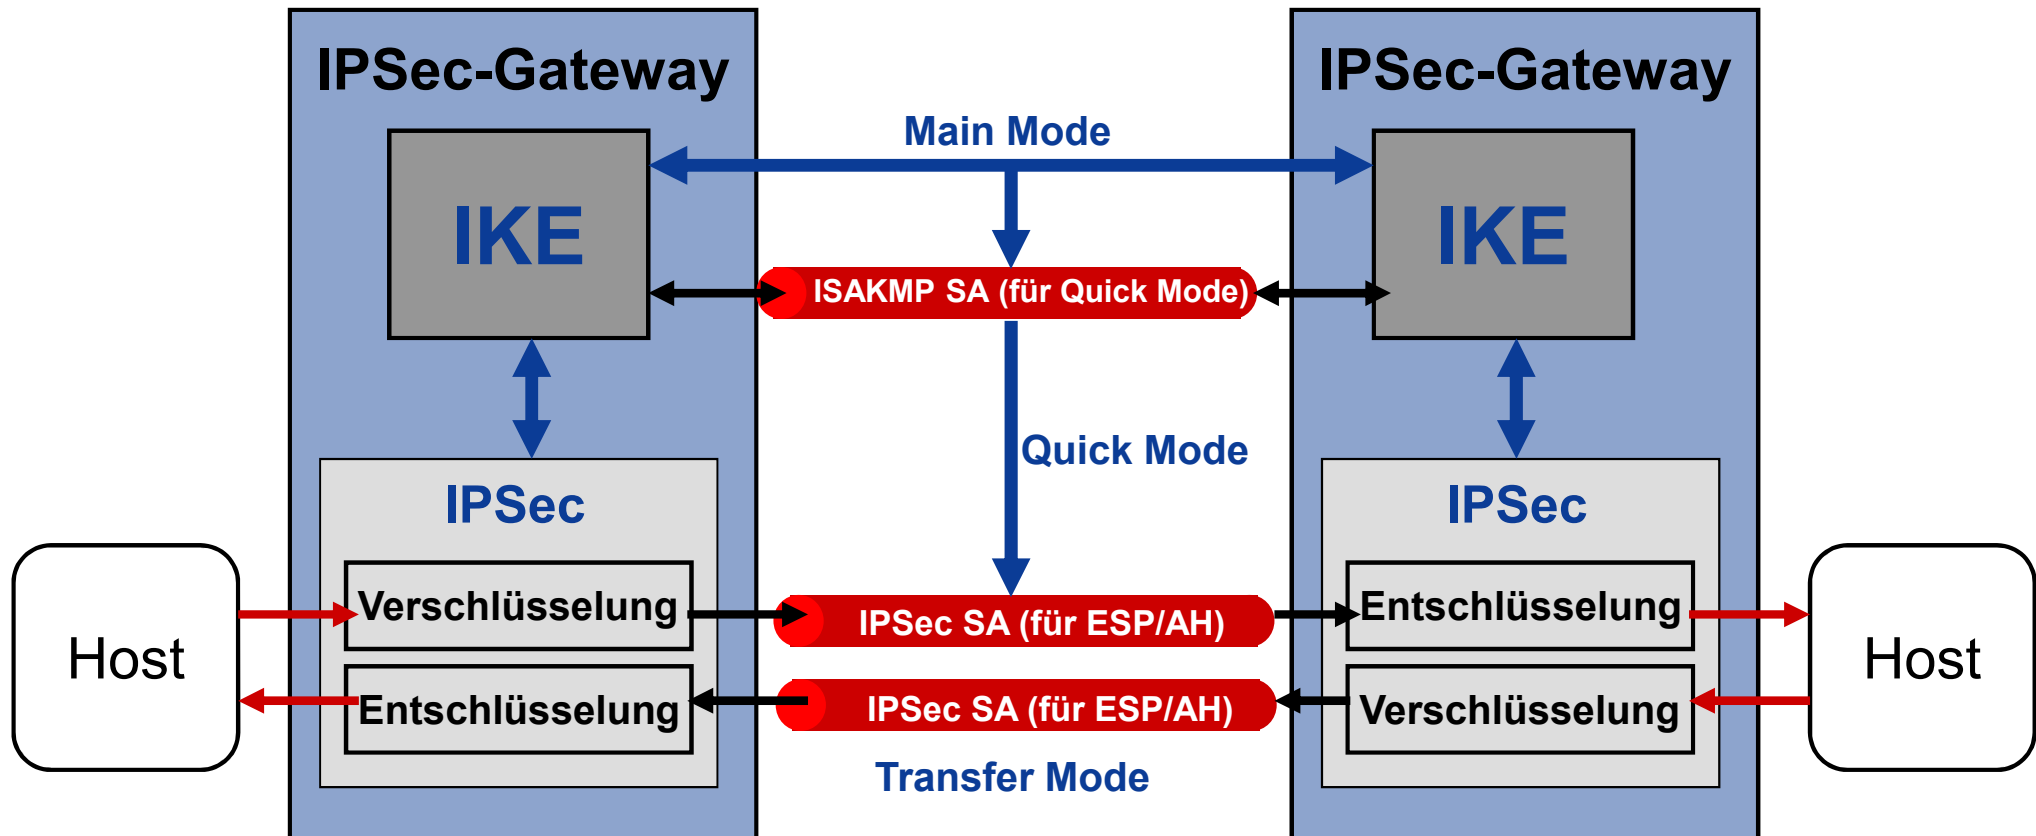 IPSec-Gateway
IPSec-Gateway
Main Mode
IKE
IKE
ISAKMP SA (für Quick Mode)
Quick Mode
IPSec
IPSec
Host
Verschlüsselung
IPSec SA (für ESP/AH)
Entschlüsselung
Host
Entschlüsselung
IPSec SA (für ESP/AH)
Verschlüsselung
Transfer Mode